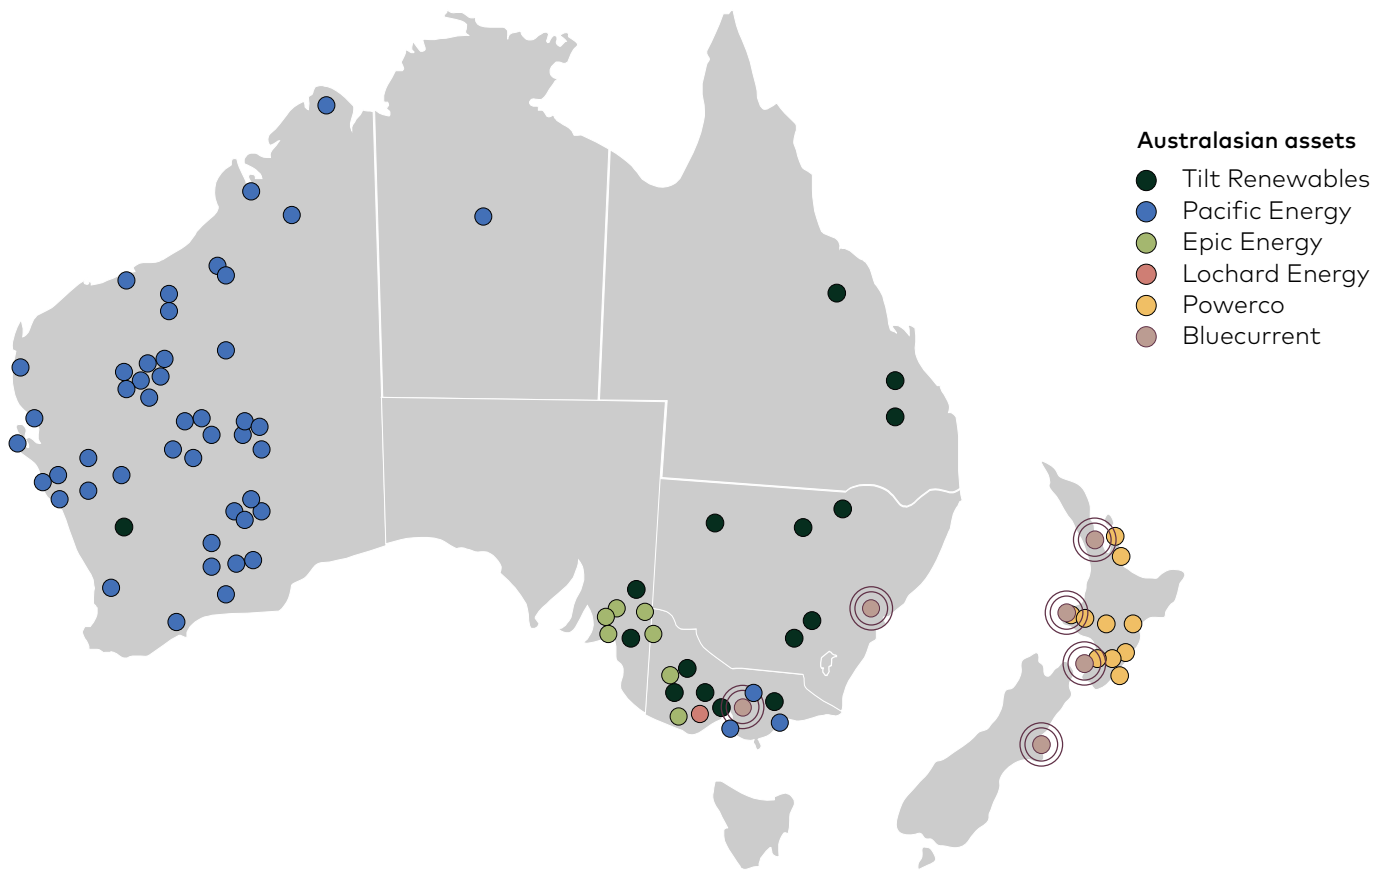 Australasian assets
Tilt Renewables
Pacific Energy
Epic Energy
Lochard Energy
Powerco
Bluecurrent